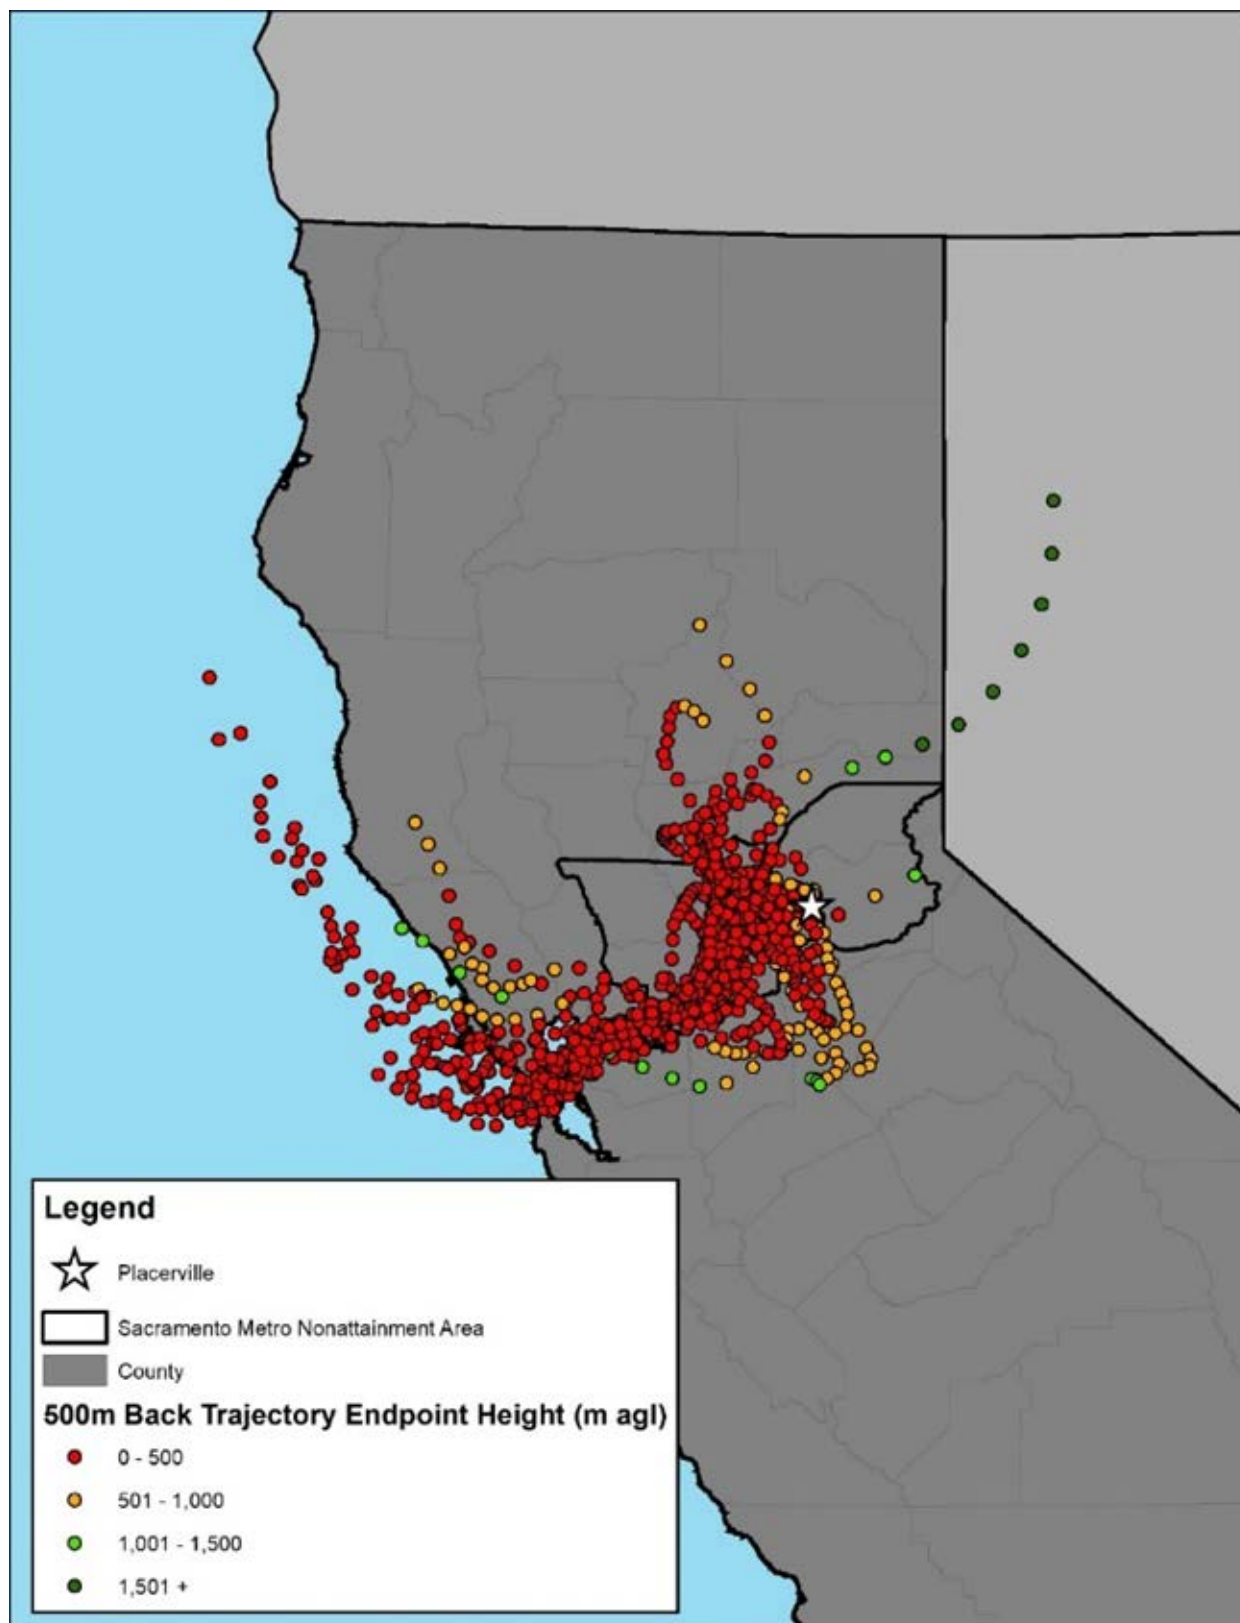 Legend
Placerville
Sacramento Metro Nonattainment Area
County
500m Back Trajectory Endpoint Height (m agl)
0 - 500
501 - 1,000
1,001 - 1,500
1,501 +